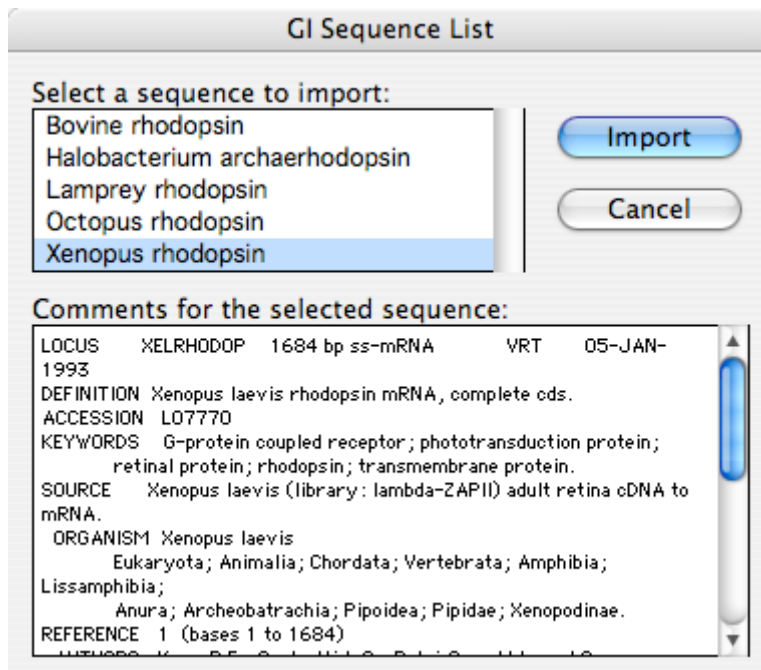 GI Sequence List
Select a sequence to import:
Bovine rhodopsin
Halobacterium archaerhodopsin
Lamprey rhodopsin
Octopus rhodopsin
Xenopus rhodopsin
Import
Cancel
Comments for the selected sequence:
LOCUS XELRHODOP 1684 bp ss-mRNA VRT 05-JAN-
1993
DEFINITION Xenopus laevis rhodopsin mRNA, complete cds.
ACCESSION L07770
KEYWORDS G-protein coupled receptor; phototransduction protein;
retinal protein; rhodopsin; transmembrane protein.
SOURCE Xenopus laevis (library: lambda-ZAPII) adult retina cDNA to
mRNA.
ORGANISM Xenopus laevis
Eukaryota; Animalia; Chordata; Vertebrata; Amphibia;
Lissamphibia;
Anura; Archeobatrachia; Pipoidea; Pipidae; Xenopodinae.
REFERENCE 1 (bases 1 to 1684)